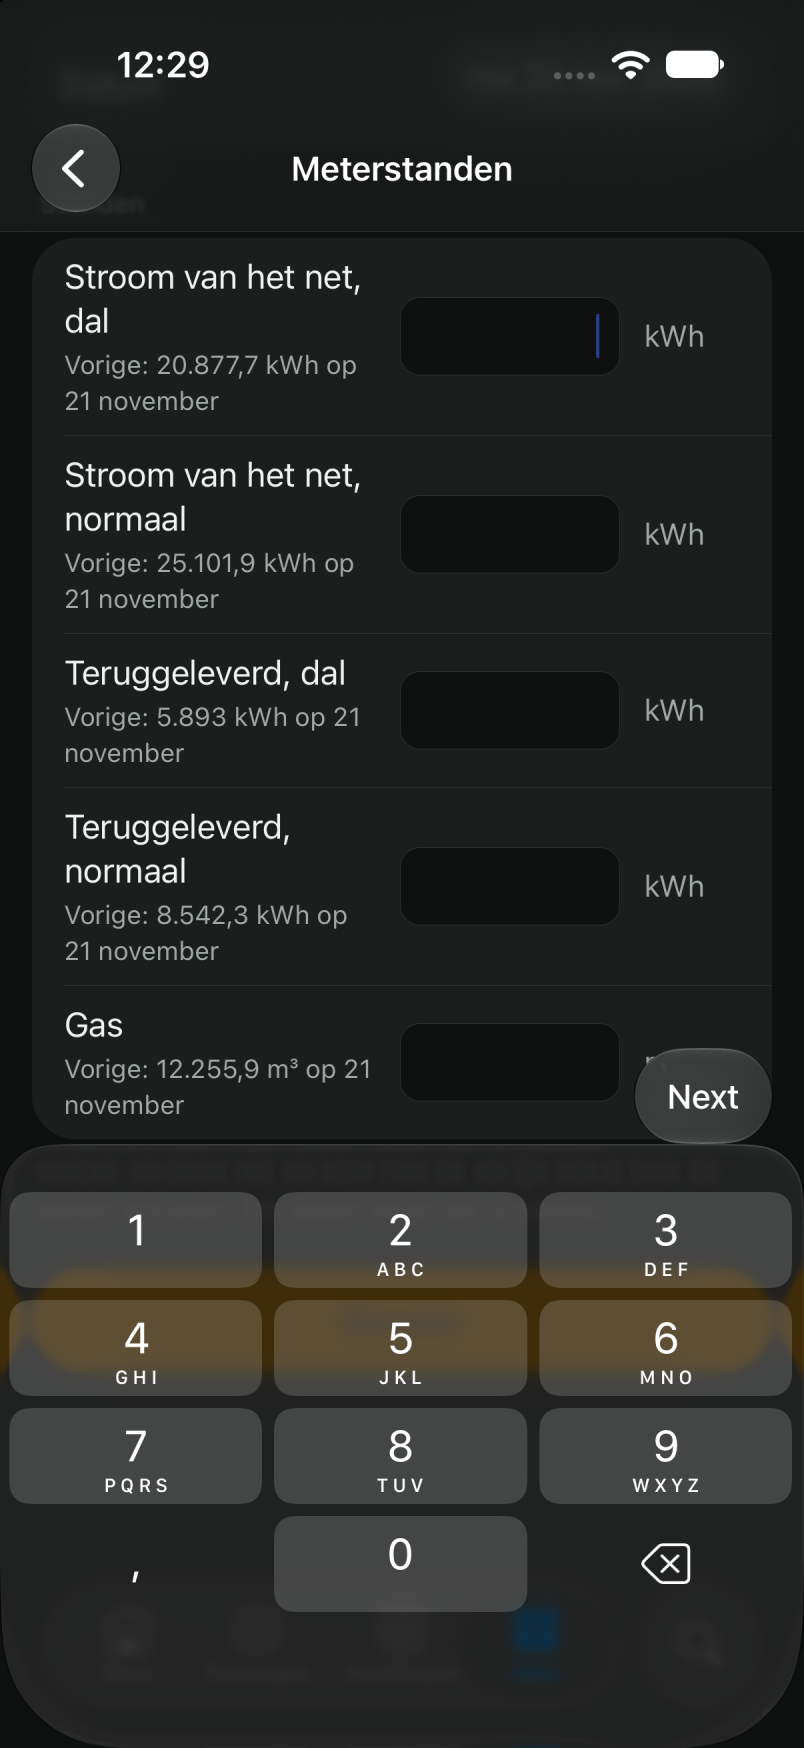 12:29
Meterstanden
Stroom van het net,
dal
Vorige: 20.877,7 kWh op
21 november
kWh
Stroom van het net,
normaal
Vorige: 25.101,9 kWh op
21 november
kWh
Teruggeleverd, dal
Vorige: 5.893 kWh op 21
november
kWh
Teruggeleverd,
normaal
Vorige: 8.542,3 kWh op
21 november
kWh
Gas
Vorige: 12.255,9 m³ op 21
november
Next
1
2
ABC
3
DEF
4
GHI
5
JKL
6
MNO
7
PQRS
8
TUV
9
WXYZ
,
0